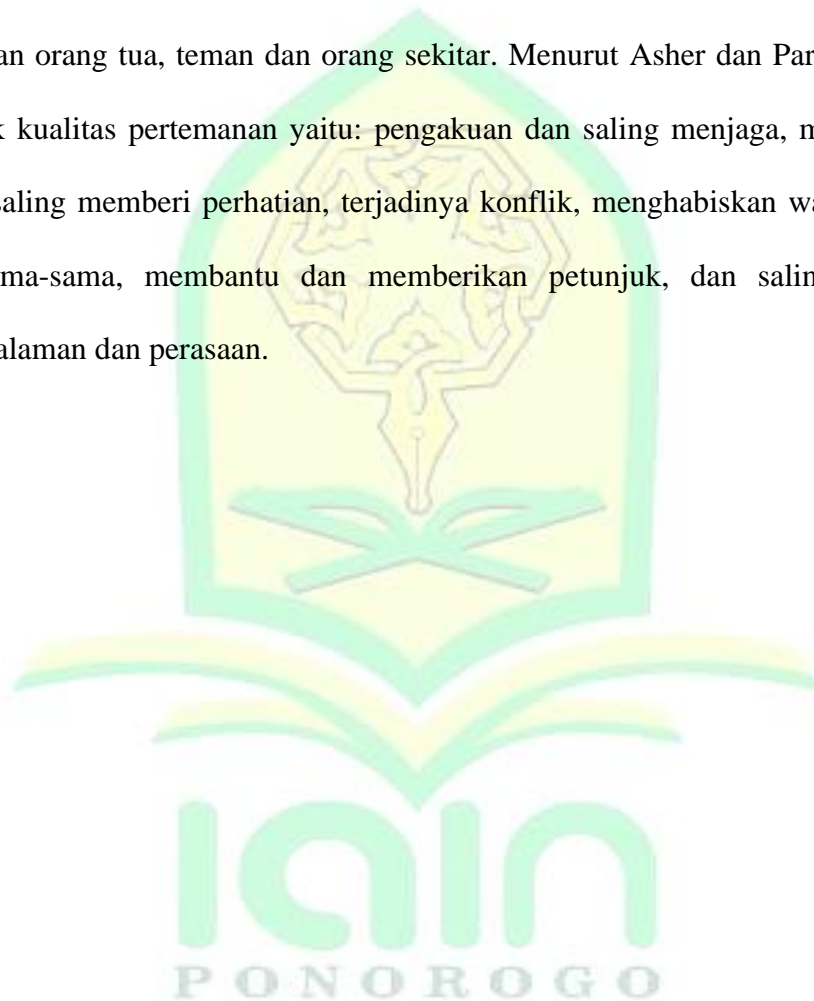 an orang tua, teman dan orang sekitar. Menurut Asher dan Par
k kualitas pertemanan yaitu: pengakuan dan saling menjaga, m
saling memberi perhatian, terjadinya konflik, menghabiskan wa
ma-sama, membantu dan memberikan petunjuk, dan salin
alaman dan perasaan.
iain
PONOROGO